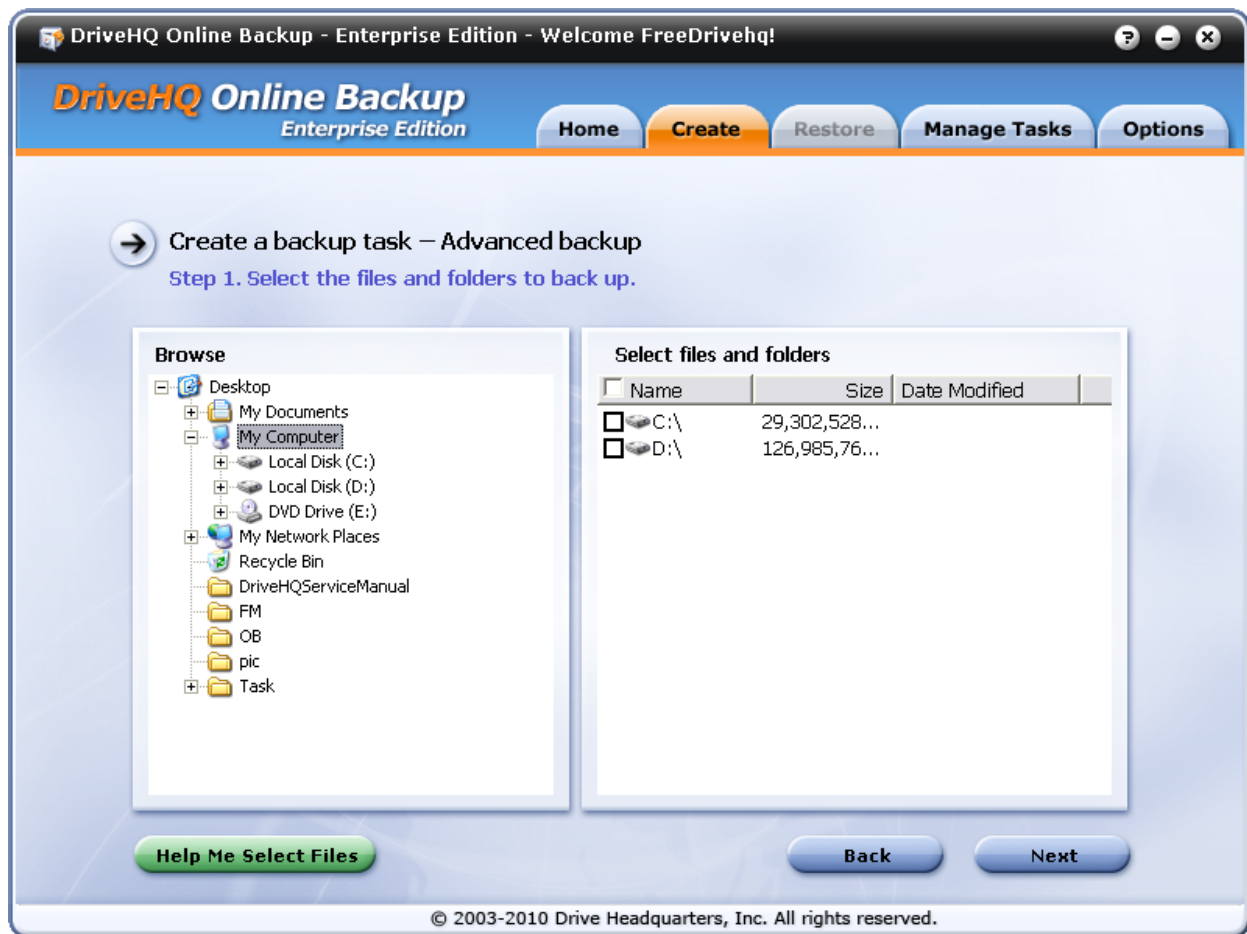 DriveHQ Online Backup - Enterprise Edition - Welcome FreeDrivehq!
DriveHQ Online Backup
Enterprise Edition
Home Create Restore Manage Tasks Options
Create a backup task – Advanced backup
Step 1. Select the files and folders to back up.
Browse
Desktop
My Documents
My Computer
Local Disk (C:)
Local Disk (D:)
DVD Drive (E:)
My Network Places
Recycle Bin
DriveHQServiceManual
FM
OB
pic
Task
Select files and folders
Name Size Date Modified
C:\ 29,302,528...
D:\ 126,985,76...
Help Me Select Files Back Next
© 2003-2010 Drive Headquarters, Inc. All rights reserved.